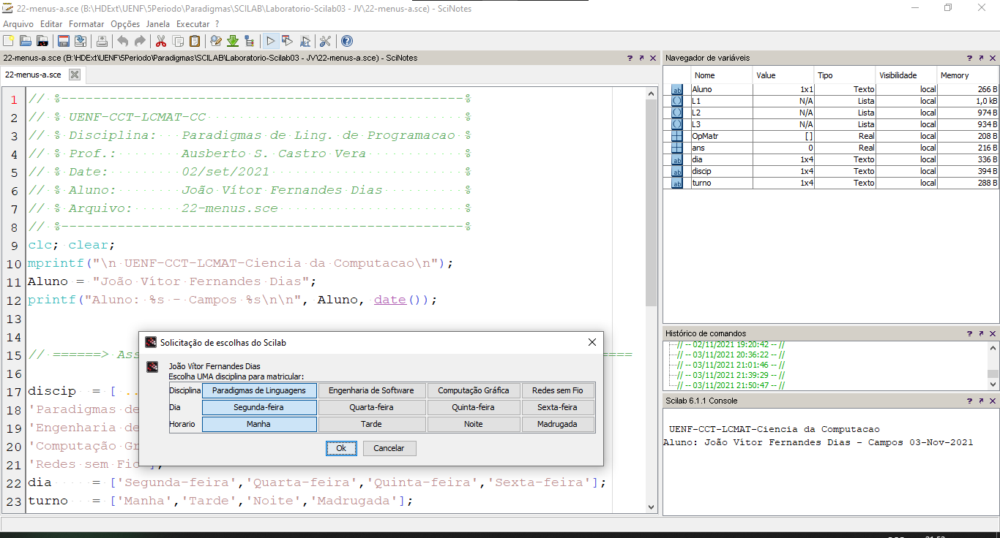 22-menus-a.sce (B:\HDExt\UENF\5Periodo\Paradigmas\SCILAB\Laboratorio-Scilab03 - JV\22-menus-a.sce) - SciNotes
Arquivo Editar Formatar Opções Janela Executar ?
22-menus-a.sce (B:\HDExt\UENF\5Periodo\Paradigmas\SCILAB\Laboratorio-Scilab03 - JV\22-menus-a.sce) - SciNotes
22-menus-a.sce
1 // %--------------------------------------------------%
2 // % UENF-CCT-LCMAT-CC %
3 // % Disciplina: Paradigmas de Ling. de Programacao %
4 // % Prof.: Ausberto S. Castro Vera %
5 // % Date: 02/set/2021 %
6 // % Aluno: João Vítor Fernandes Dias %
7 // % Arquivo: 22-menus.sce %
8 // %--------------------------------------------------%
9 clc; clear;
10 mprintf("\n UENF-CCT-LCMAT-Ciencia da Computacao\n");
11 Aluno = "João Vítor Fernandes Dias";
12 printf("Aluno: %s - Campos %s\n\n", Aluno, date());
13
14
15 // ======> Ass
16
17 discip = [ ..
18 'Paradigmas de
19 'Engenharia de
20 'Computação Gr
21 'Redes sem Fio'];
22 dia = ['Segunda-feira','Quarta-feira','Quinta-feira','Sexta-feira'];
23 turno = ['Manha','Tarde','Noite','Madrugada'];
Solicitação de escolhas do Scilab
João Vítor Fernandes Dias
Escolha UMA disciplina para matricular:
Disciplina Paradigmas de Linguagens Engenharia de Software Computação Gráfica Redes sem Fio
Dia Segunda-feira Quarta-feira Quinta-feira Sexta-feira
Horario Manha Tarde Noite Madrugada
Ok Cancelar
Navegador de variáveis
Nome Value Tipo Visibilidade Memory
Aluno 1x1 Texto local 266 B
L1 N/A Lista local 1,0 kB
L2 N/A Lista local 974 B
L3 N/A Lista local 934 B
OpMatr [] Real local 208 B
ans 0 Real local 216 B
dia 1x4 Texto local 336 B
discip 1x4 Texto local 394 B
turno 1x4 Texto local 288 B
Histórico de comandos
// -- 02/11/2021 19:20:42 -- //
// -- 03/11/2021 20:36:22 -- //
// -- 03/11/2021 21:01:46 -- //
// -- 03/11/2021 21:39:29 -- //
// -- 03/11/2021 21:50:47 -- //
Scilab 6.1.1 Console
UENF-CCT-LCMAT-Ciencia da Computacao
Aluno: João Vítor Fernandes Dias - Campos 03-Nov-2021